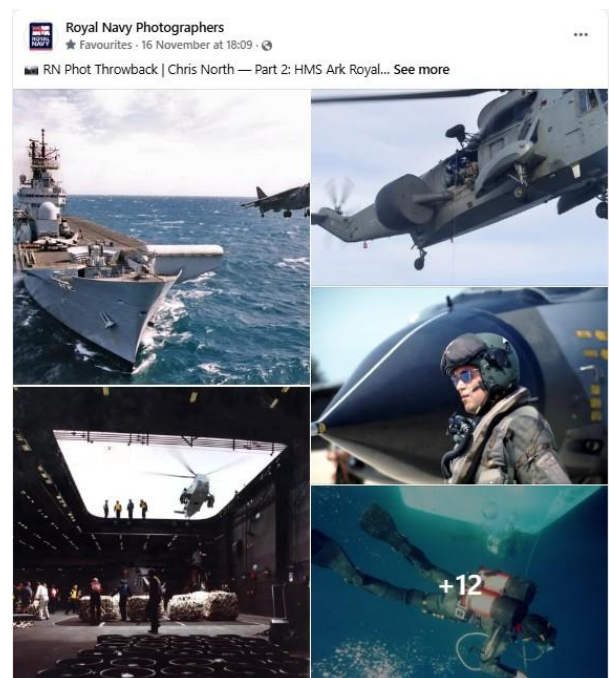 ROYAL
NAVY
Royal Navy Photographers
Favourites · 16 November at 18:09 ·
📷 RN Phot Throwback | Chris North — Part 2: HMS Ark Royal... See more
+12